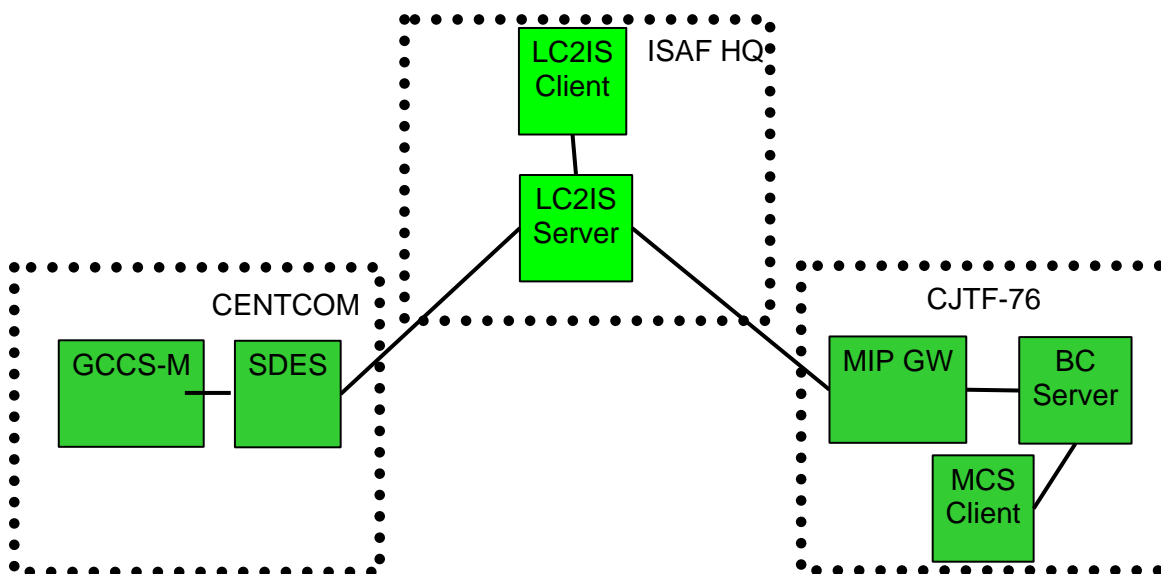 LC2IS
Client
ISAF HQ
LC2IS
Server
CENTCOM
GCCS-M
SDES
CJTF-76
MIP GW
BC
Server
MCS
Client